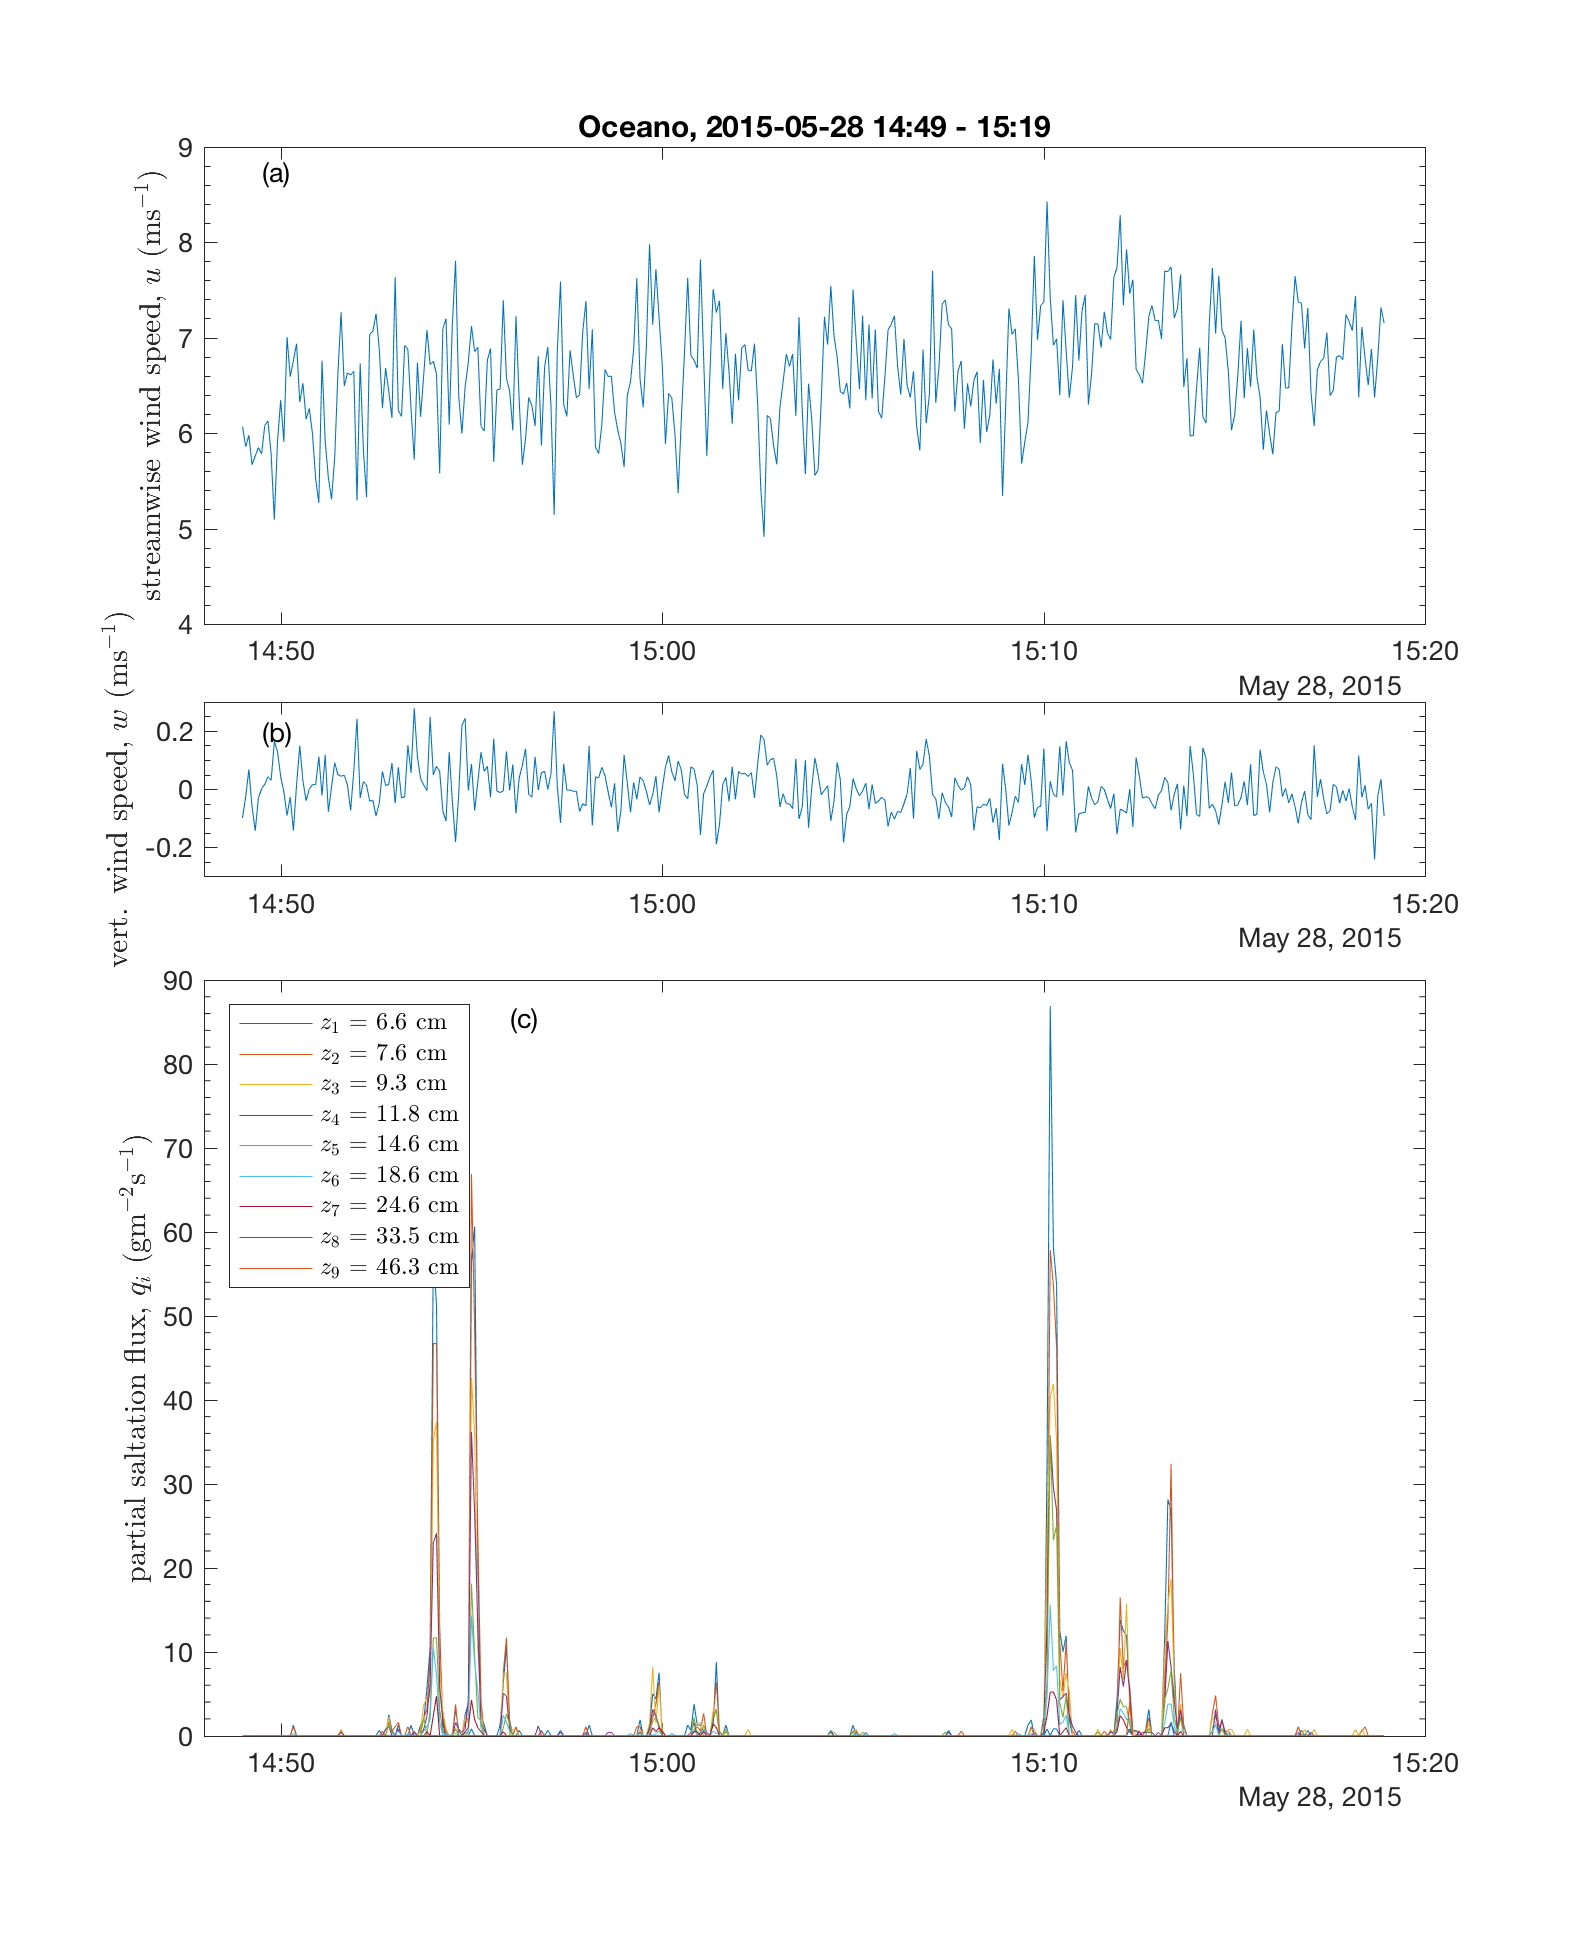 Oceano, 2015-05-28 14:49 - 15:19
(a)
streamwise wind speed, u (ms⁻¹)
9
8
7
6
5
4
14:50 15:00 15:10 15:20
May 28, 2015
(b)
vert. wind speed, w (ms⁻¹)
0.2
0
-0.2
14:50 15:00 15:10 15:20
May 28, 2015
(c)
partial saltation flux, qᵢ (gm⁻²s⁻¹)
90
80
70
60
50
40
30
20
10
0
z₁ = 6.6 cm
z₂ = 7.6 cm
z₃ = 9.3 cm
z₄ = 11.8 cm
z₅ = 14.6 cm
z₆ = 18.6 cm
z₇ = 24.6 cm
z₈ = 33.5 cm
z₉ = 46.3 cm
14:50 15:00 15:10 15:20
May 28, 2015